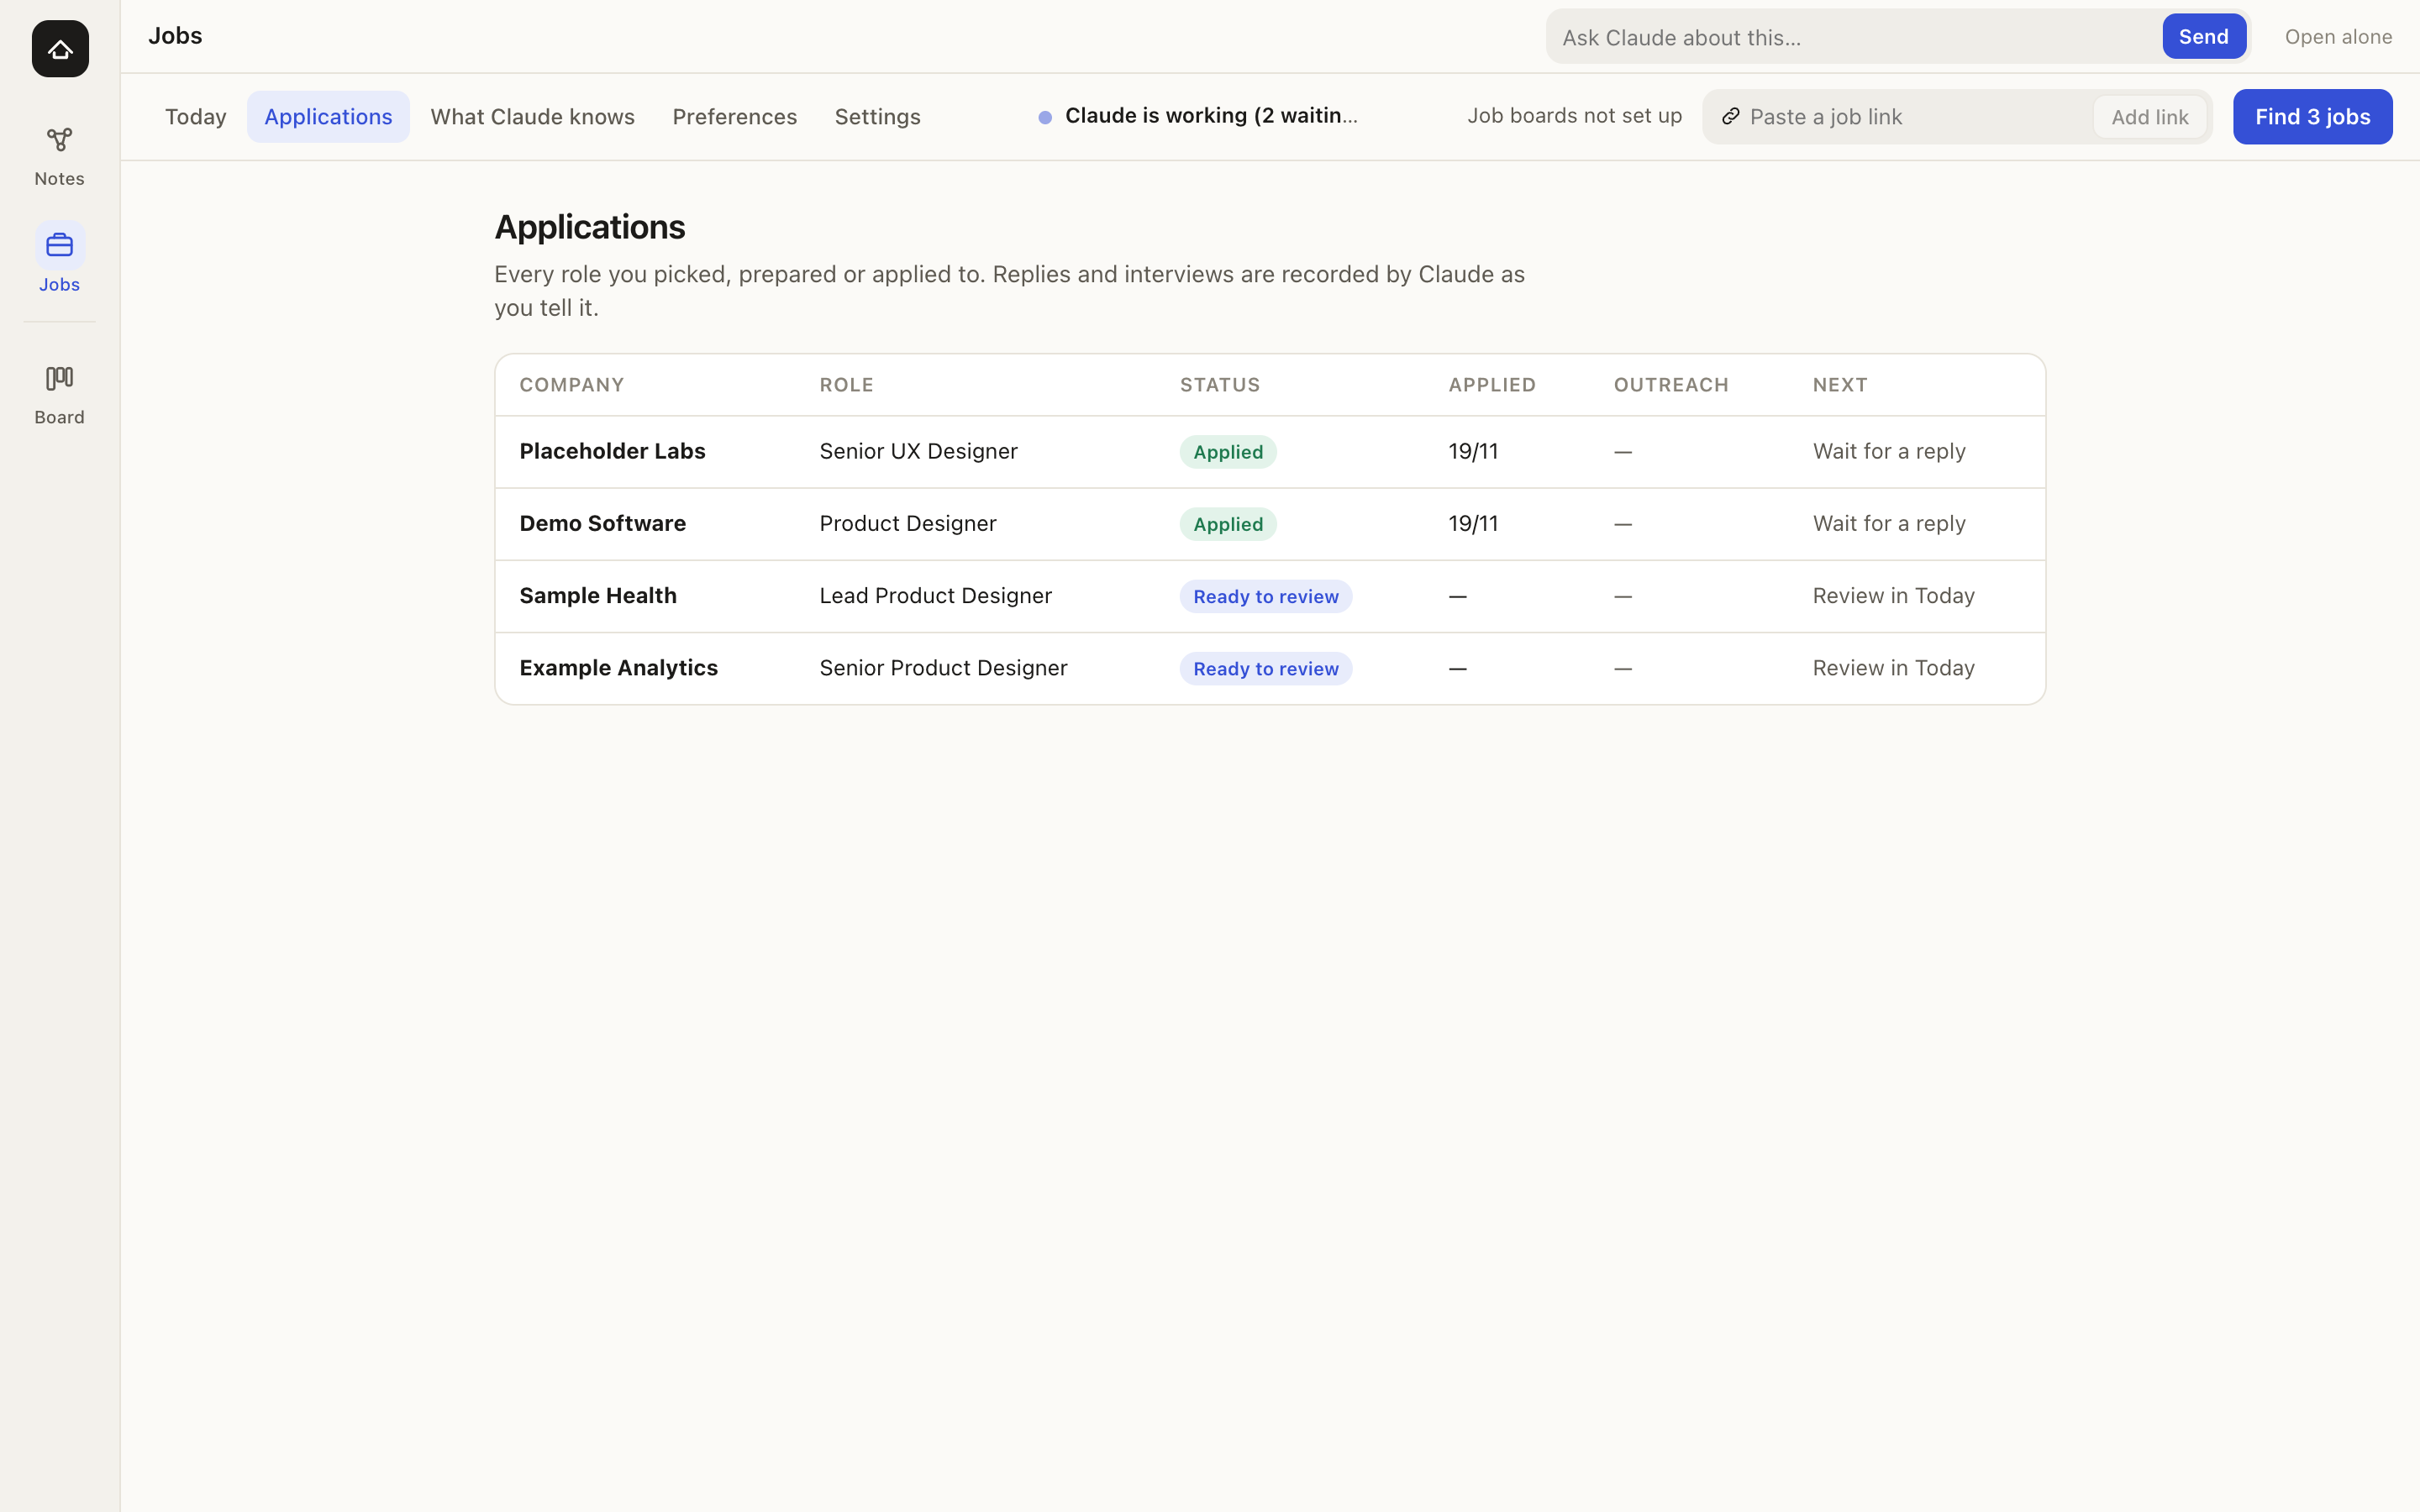 Jobs
Ask Claude about this...
Send
Open alone
Today
Applications
What Claude knows
Preferences
Settings
Claude is working (2 waitin...
Job boards not set up
Paste a job link
Add link
Find 3 jobs
Notes
Jobs
Board
Applications
Every role you picked, prepared or applied to. Replies and interviews are recorded by Claude as
you tell it.
COMPANY ROLE STATUS APPLIED OUTREACH NEXT
Placeholder Labs Senior UX Designer Applied 19/11 — Wait for a reply
Demo Software Product Designer Applied 19/11 — Wait for a reply
Sample Health Lead Product Designer Ready to review — — Review in Today
Example Analytics Senior Product Designer Ready to review — — Review in Today